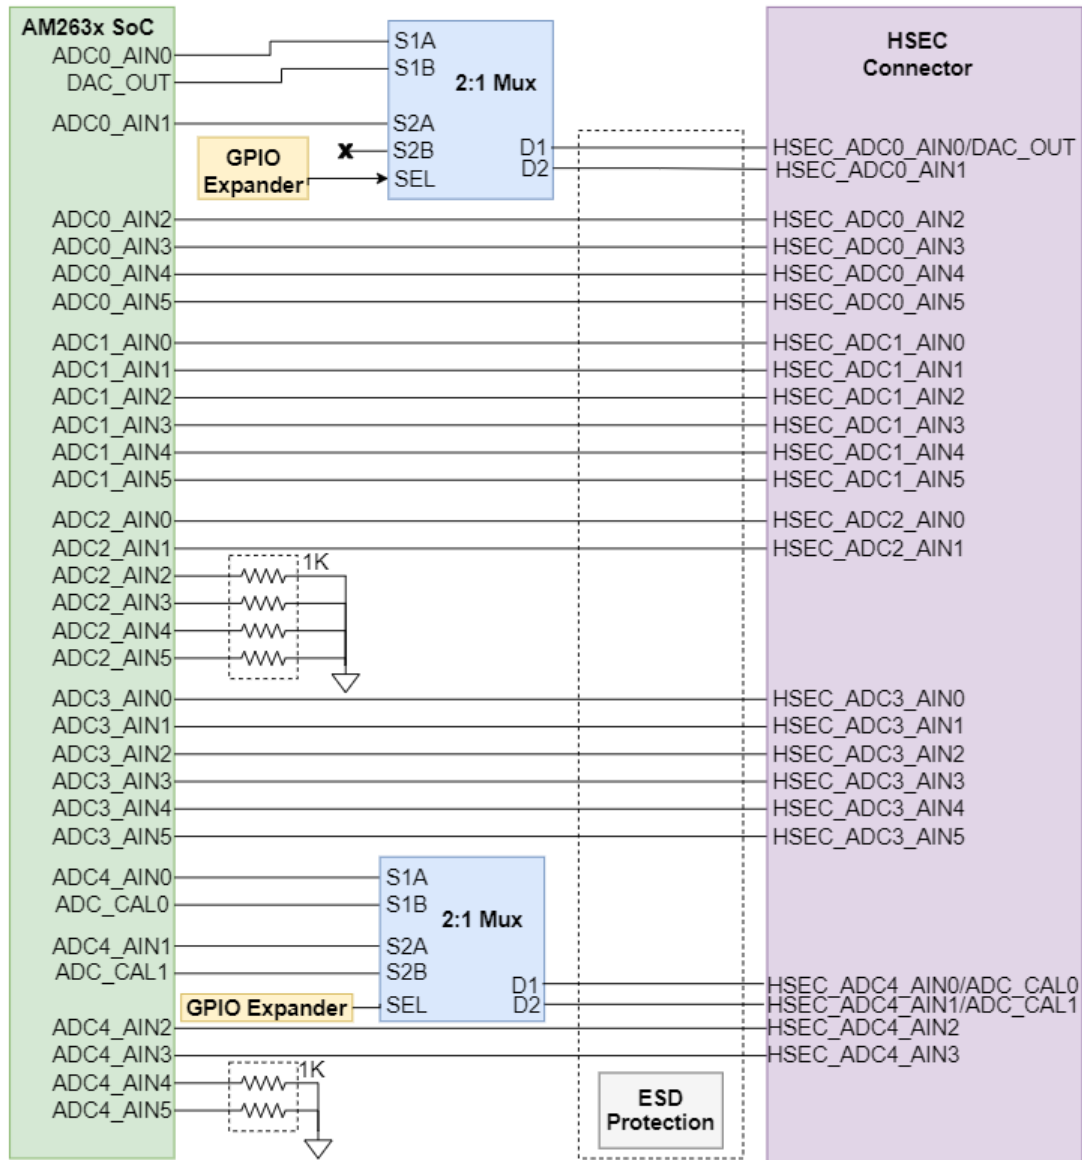 AM263x SoC
ADC0_AIN0
DAC_OUT
ADC0_AIN1
ADC0_AIN2
ADC0_AIN3
ADC0_AIN4
ADC0_AIN5
ADC1_AIN0
ADC1_AIN1
ADC1_AIN2
ADC1_AIN3
ADC1_AIN4
ADC1_AIN5
ADC2_AIN0
ADC2_AIN1
ADC2_AIN2
ADC2_AIN3
ADC2_AIN4
ADC2_AIN5
ADC3_AIN0
ADC3_AIN1
ADC3_AIN2
ADC3_AIN3
ADC3_AIN4
ADC3_AIN5
ADC4_AIN0
ADC_CAL0
ADC4_AIN1
ADC_CAL1
ADC4_AIN2
ADC4_AIN3
ADC4_AIN4
ADC4_AIN5
S1A
S1B
2:1 Mux
S2A
S2B
SEL
D1
D2
GPIO
Expander
1K
S1A
S1B
2:1 Mux
S2A
S2B
SEL
D1
D2
GPIO Expander
1K
ESD
Protection
HSEC
Connector
HSEC_ADC0_AIN0/DAC_OUT
HSEC_ADC0_AIN1
HSEC_ADC0_AIN2
HSEC_ADC0_AIN3
HSEC_ADC0_AIN4
HSEC_ADC0_AIN5
HSEC_ADC1_AIN0
HSEC_ADC1_AIN1
HSEC_ADC1_AIN2
HSEC_ADC1_AIN3
HSEC_ADC1_AIN4
HSEC_ADC1_AIN5
HSEC_ADC2_AIN0
HSEC_ADC2_AIN1
HSEC_ADC3_AIN0
HSEC_ADC3_AIN1
HSEC_ADC3_AIN2
HSEC_ADC3_AIN3
HSEC_ADC3_AIN4
HSEC_ADC3_AIN5
HSEC_ADC4_AIN0/ADC_CAL0
HSEC_ADC4_AIN1/ADC_CAL1
HSEC_ADC4_AIN2
HSEC_ADC4_AIN3